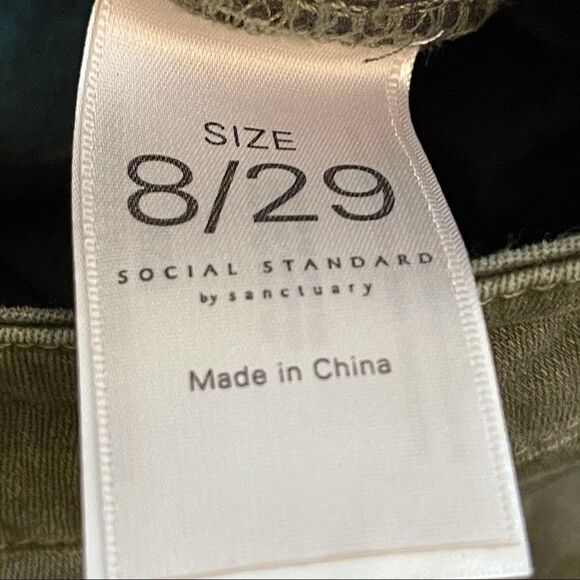 SIZE
8/29
SOCIAL STANDARD
by sanctuary
Made in China